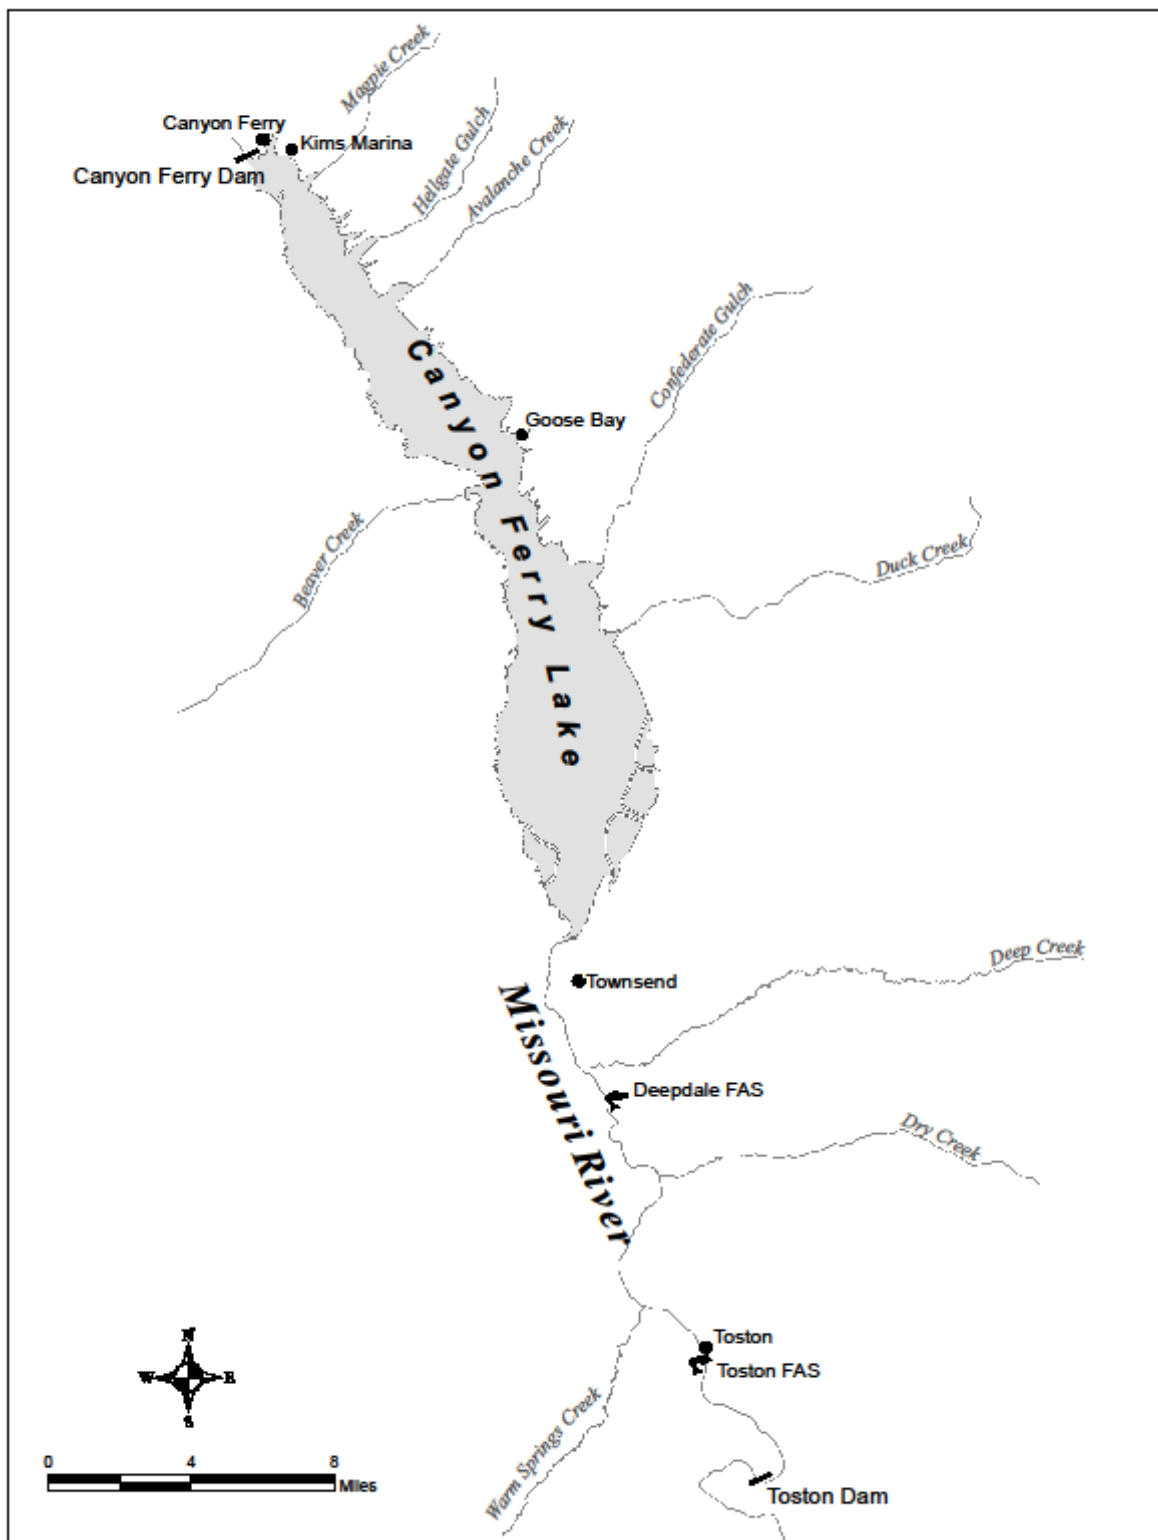 Magpie Creek
Canyon Ferry
Kims Marina
Canyon Ferry Dam
Hellgate Gulch
Avalanche Creek
Confederate Gulch
Canyon Ferry Lake
Goose Bay
Beaver Creek
Duck Creek
Deep Creek
Townsend
Missouri River
Deepdale FAS
Dry Creek
Toston
Toston FAS
Warm Springs Creek
Toston Dam
N
W E
S
0 4 8
Miles